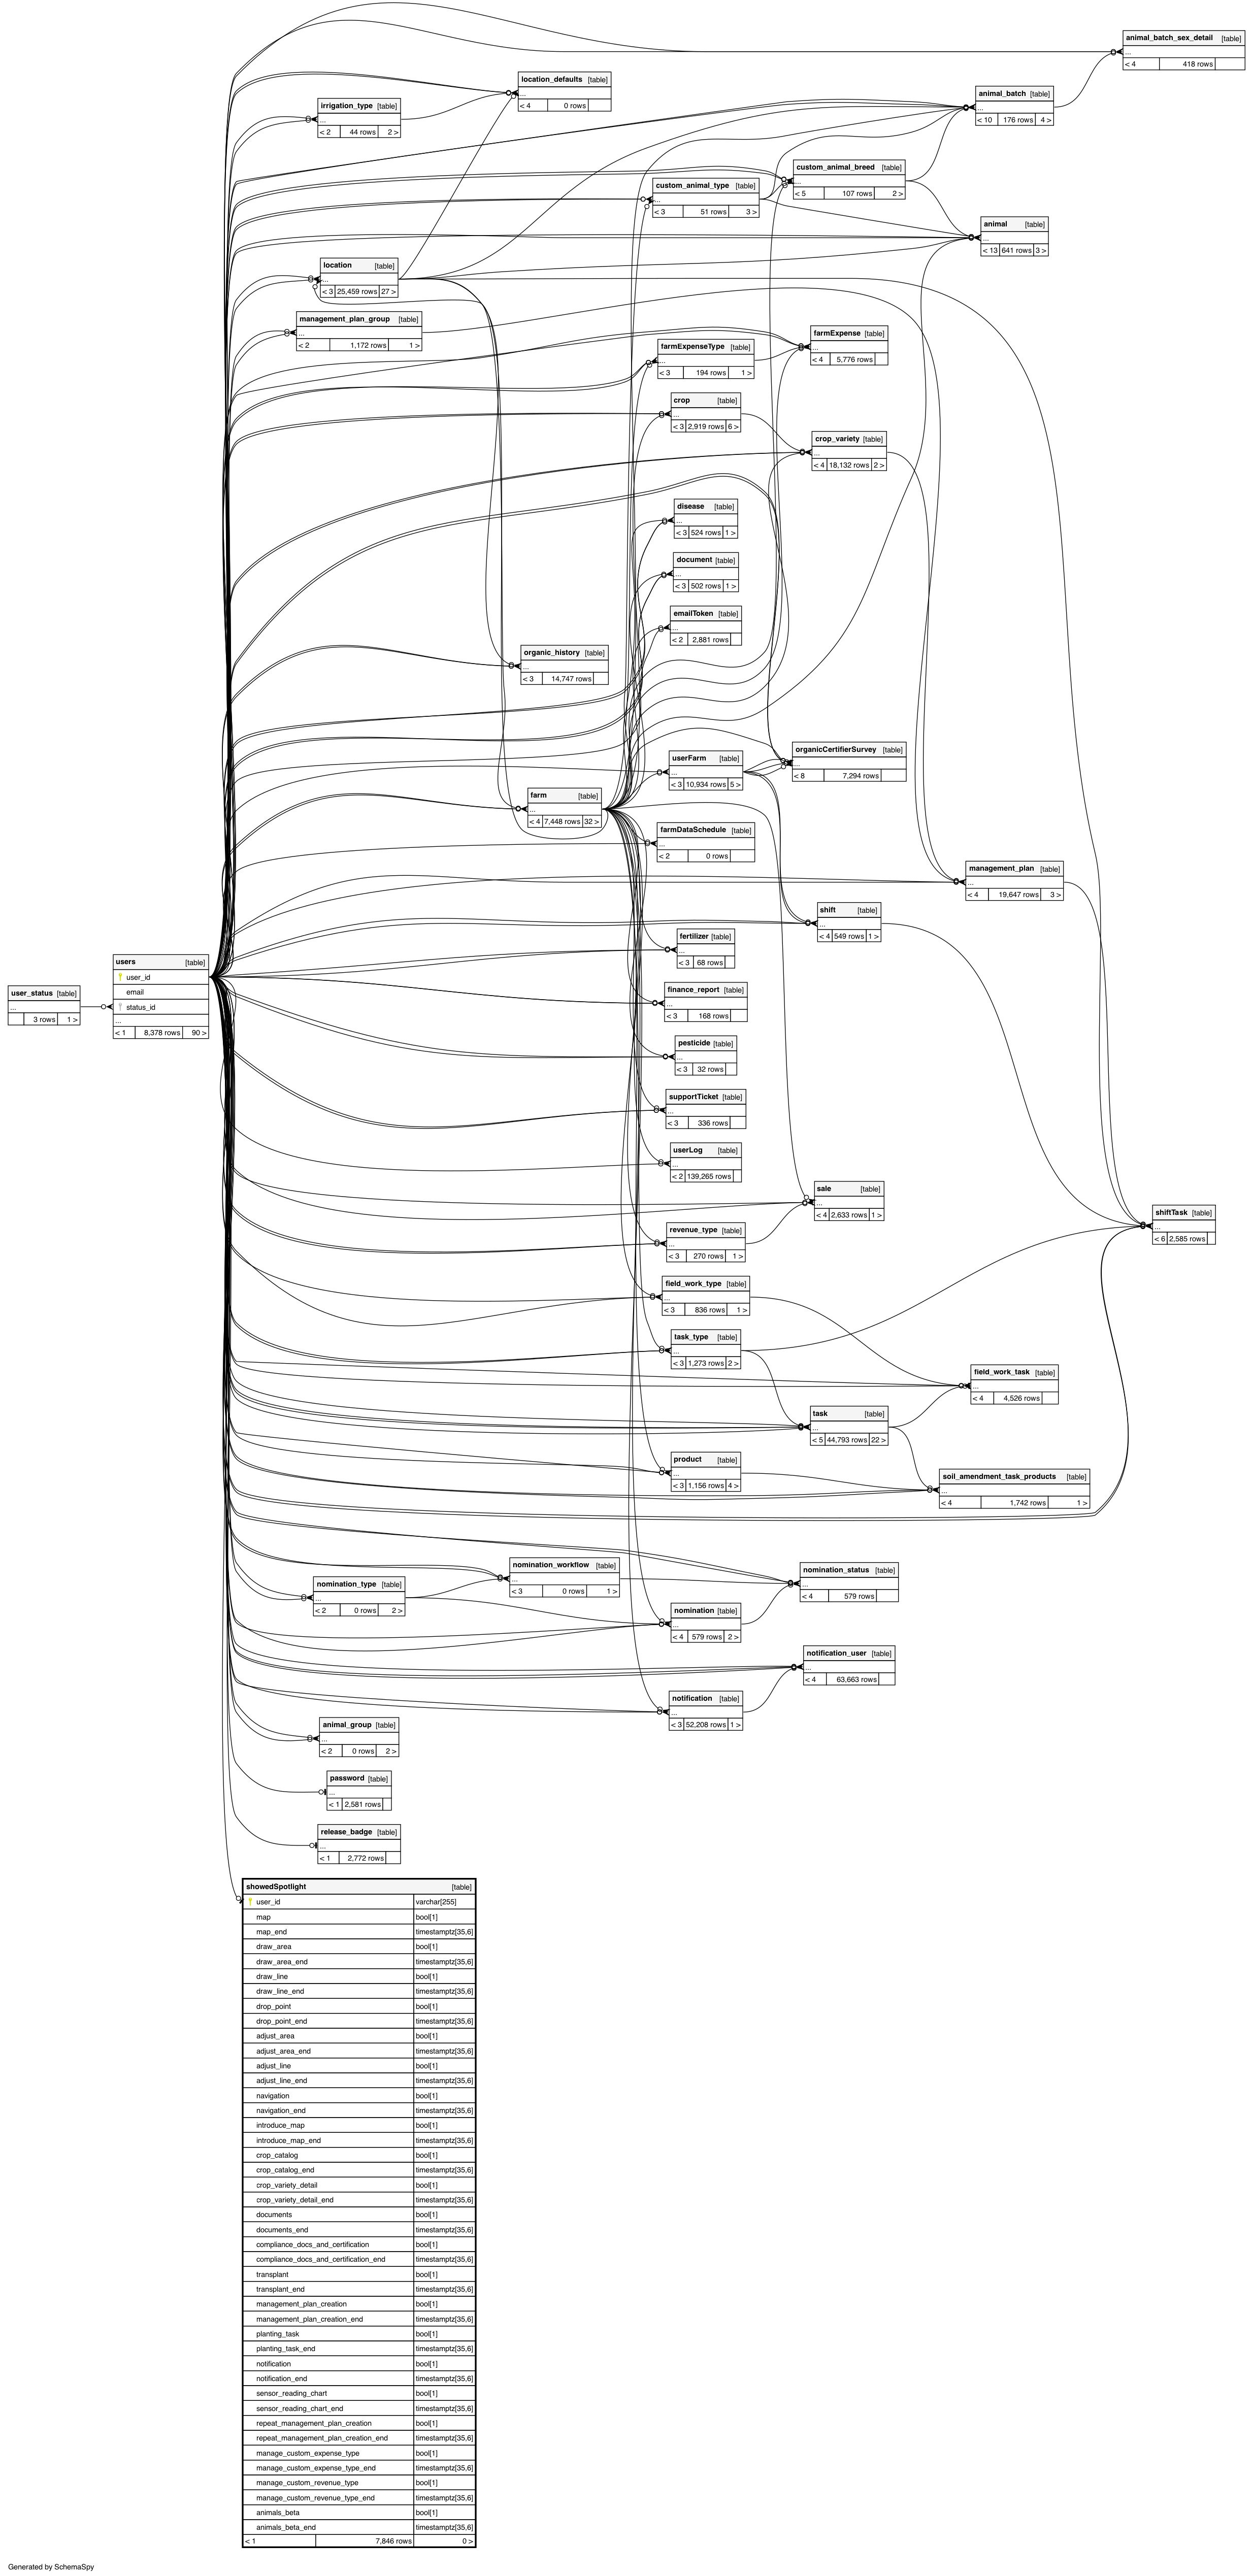 animal_batch_sex_detail [table]
...
< 4 418 rows
location_defaults [table]
...
< 4 0 rows
animal_batch [table]
...
< 10 176 rows 4 >
irrigation_type [table]
...
< 2 44 rows 2 >
custom_animal_breed [table]
...
< 5 107 rows 2 >
custom_animal_type [table]
...
< 3 51 rows 3 >
animal [table]
...
< 13 641 rows 3 >
location [table]
...
< 3 25,459 rows 27 >
management_plan_group [table]
...
< 2 1,172 rows 1 >
farmExpense [table]
...
< 4 5,776 rows
farmExpenseType [table]
...
< 3 194 rows 1 >
crop [table]
...
< 3 2,919 rows 6 >
crop_variety [table]
...
< 4 18,132 rows 2 >
disease [table]
...
< 3 524 rows 1 >
document [table]
...
< 3 502 rows 1 >
emailToken [table]
...
< 2 2,881 rows
organic_history [table]
...
< 3 14,747 rows
organicCertifierSurvey [table]
...
< 8 7,294 rows
userFarm [table]
...
< 3 10,934 rows 5 >
farm [table]
...
< 4 7,448 rows 32 >
farmDataSchedule [table]
...
< 2 0 rows
management_plan [table]
...
< 4 19,647 rows 3 >
shift [table]
...
< 4 549 rows 1 >
fertilizer [table]
...
< 3 68 rows
users [table]
user_id
email
status_id
...
< 1 8,378 rows 90 >
user_status [table]
...
3 rows 1 >
finance_report [table]
...
< 3 168 rows
pesticide [table]
...
< 3 32 rows
supportTicket [table]
...
< 3 336 rows
userLog [table]
...
< 2 139,265 rows
sale [table]
...
< 4 2,633 rows 1 >
shiftTask [table]
...
< 6 2,585 rows
revenue_type [table]
...
< 3 270 rows 1 >
field_work_type [table]
...
< 3 836 rows 1 >
task_type [table]
...
< 3 1,273 rows 2 >
field_work_task [table]
...
< 4 4,526 rows
task [table]
...
< 5 44,793 rows 22 >
product [table]
...
< 3 1,156 rows 4 >
soil_amendment_task_products [table]
...
< 4 1,742 rows 1 >
nomination_workflow [table]
...
< 3 0 rows 1 >
nomination_status [table]
...
< 4 579 rows
nomination_type [table]
...
< 2 0 rows 2 >
nomination [table]
...
< 4 579 rows 2 >
notification_user [table]
...
< 4 63,663 rows
notification [table]
...
< 3 52,208 rows 1 >
animal_group [table]
...
< 2 0 rows 2 >
password [table]
...
< 1 2,581 rows
release_badge [table]
...
< 1 2,772 rows
showedSpotlight [table]
user_id varchar[255]
map bool[1]
map_end timestamptz[35,6]
draw_area bool[1]
draw_area_end timestamptz[35,6]
draw_line bool[1]
draw_line_end timestamptz[35,6]
drop_point bool[1]
drop_point_end timestamptz[35,6]
adjust_area bool[1]
adjust_area_end timestamptz[35,6]
adjust_line bool[1]
adjust_line_end timestamptz[35,6]
navigation bool[1]
navigation_end timestamptz[35,6]
introduce_map bool[1]
introduce_map_end timestamptz[35,6]
crop_catalog bool[1]
crop_catalog_end timestamptz[35,6]
crop_variety_detail bool[1]
crop_variety_detail_end timestamptz[35,6]
documents bool[1]
documents_end timestamptz[35,6]
compliance_docs_and_certification bool[1]
compliance_docs_and_certification_end timestamptz[35,6]
transplant bool[1]
transplant_end timestamptz[35,6]
management_plan_creation bool[1]
management_plan_creation_end timestamptz[35,6]
planting_task bool[1]
planting_task_end timestamptz[35,6]
notification bool[1]
notification_end timestamptz[35,6]
sensor_reading_chart bool[1]
sensor_reading_chart_end timestamptz[35,6]
repeat_management_plan_creation bool[1]
repeat_management_plan_creation_end timestamptz[35,6]
manage_custom_expense_type bool[1]
manage_custom_expense_type_end timestamptz[35,6]
manage_custom_revenue_type bool[1]
manage_custom_revenue_type_end timestamptz[35,6]
animals_beta bool[1]
animals_beta_end timestamptz[35,6]
< 1 7,846 rows 0 >
Generated by SchemaSpy